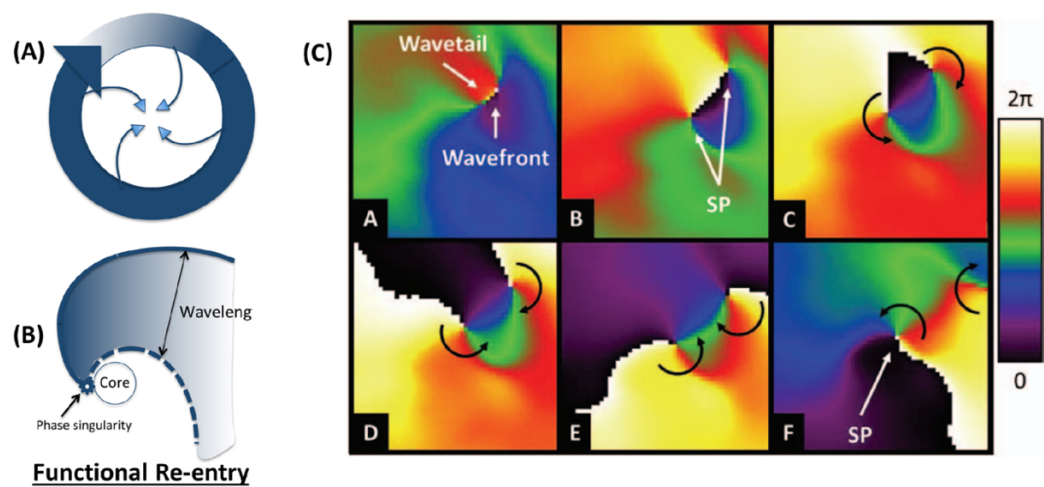 (A)
(B)
Waveleng
Core
Phase singularity
Functional Re-entry
(C)
Wavetail
Wavefront
A
SP
B
C
D
E
SP
F
2π
0